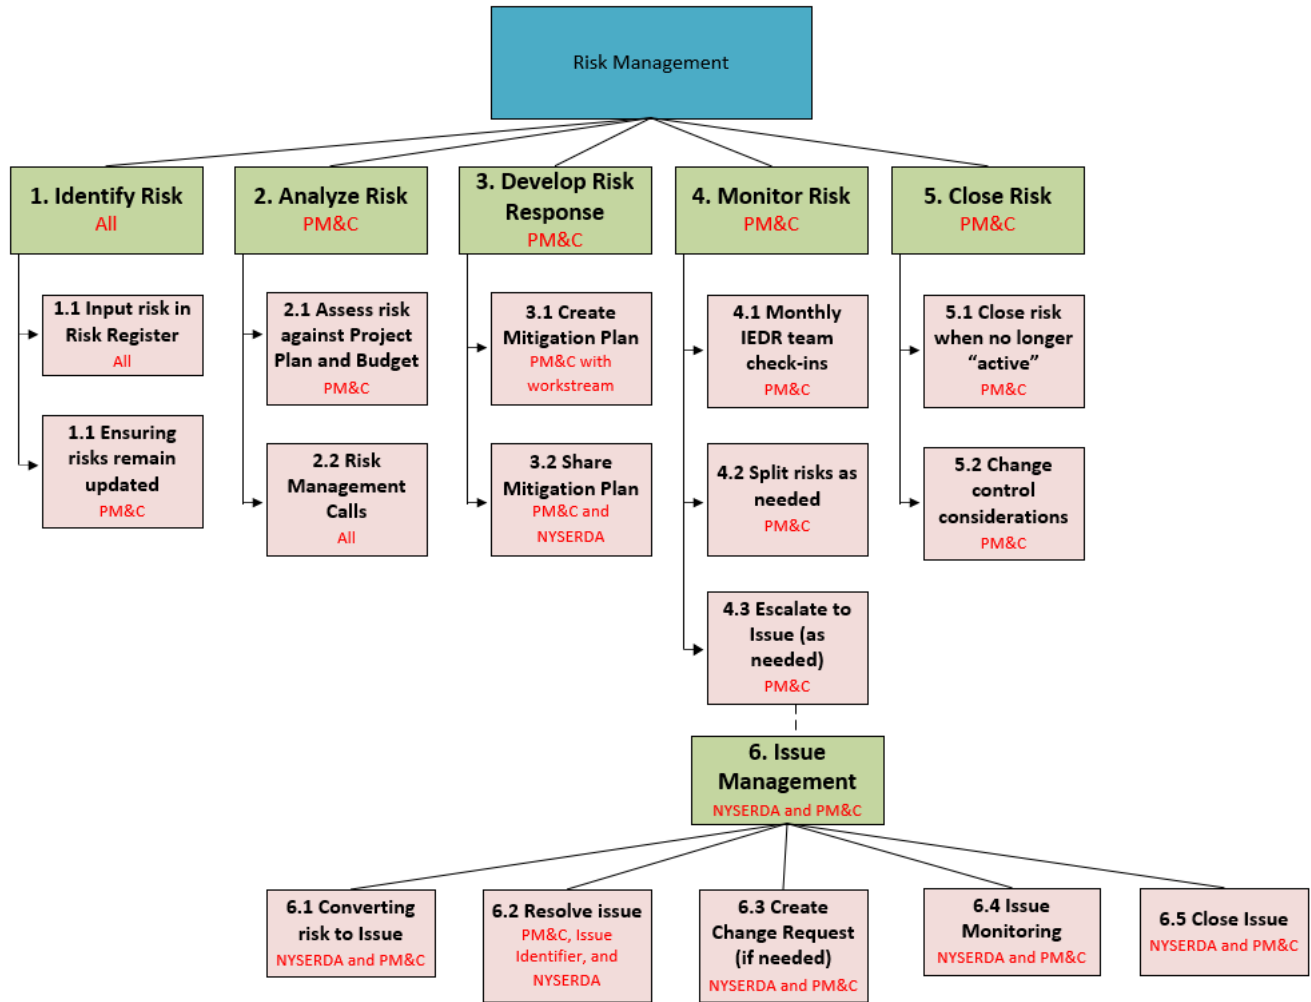 Risk Management
1. Identify Risk
All
2. Analyze Risk
PM&C
3. Develop Risk
Response
PM&C
4. Monitor Risk
PM&C
5. Close Risk
PM&C
1.1 Input risk in
Risk Register
All
1.1 Ensuring
risks remain
updated
PM&C
2.1 Assess risk
against Project
Plan and Budget
PM&C
2.2 Risk
Management
Calls
All
3.1 Create
Mitigation Plan
PM&C with
workstream
3.2 Share
Mitigation Plan
PM&C and
NYSERDA
4.1 Monthly
IEDR team
check-ins
PM&C
4.2 Split risks as
needed
PM&C
4.3 Escalate to
Issue (as
needed)
PM&C
5.1 Close risk
when no longer
“active”
PM&C
5.2 Change
control
considerations
PM&C
6. Issue
Management
NYSERDA and PM&C
6.1 Converting
risk to Issue
NYSERDA and PM&C
6.2 Resolve issue
PM&C, Issue
Identifier, and
NYSERDA
6.3 Create
Change Request
(if needed)
NYSERDA and PM&C
6.4 Issue
Monitoring
NYSERDA and PM&C
6.5 Close Issue
NYSERDA and PM&C